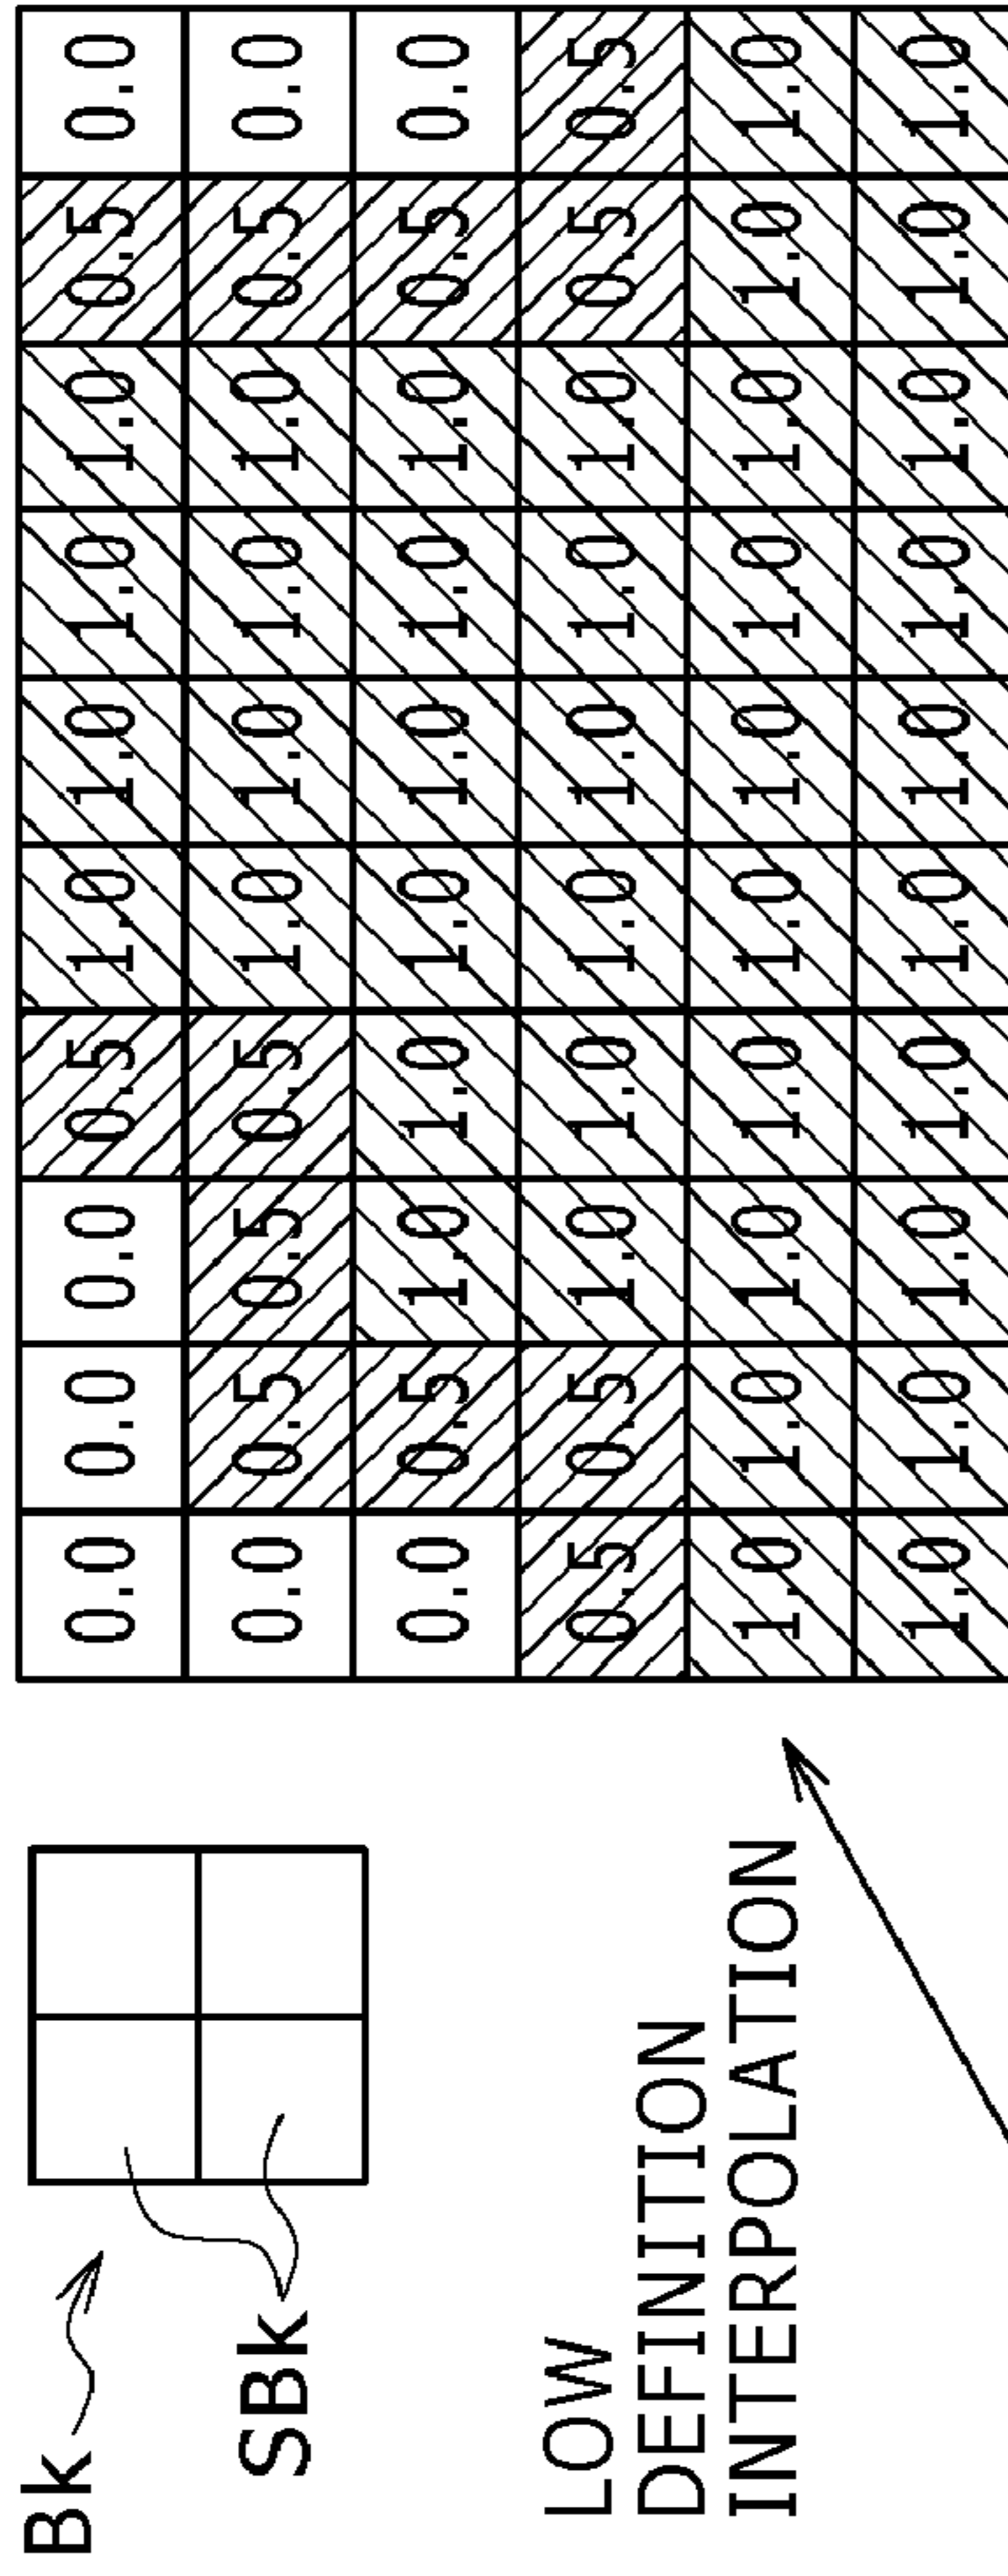 Bk
SBk
LOW
DEFINITION
INTERPOLATION
0.0 0.0 0.0 0.5 1.0 1.0 1.0 1.0 0.5 0.0
0.0 0.5 0.5 0.5 1.0 1.0 1.0 1.0 0.5 0.0
0.0 0.5 1.0 1.0 1.0 1.0 1.0 1.0 0.5 0.0
0.5 0.5 1.0 1.0 1.0 1.0 1.0 1.0 0.5 0.5
1.0 1.0 1.0 1.0 1.0 1.0 1.0 1.0 1.0 1.0
1.0 1.0 1.0 1.0 1.0 1.0 1.0 1.0 1.0 1.0